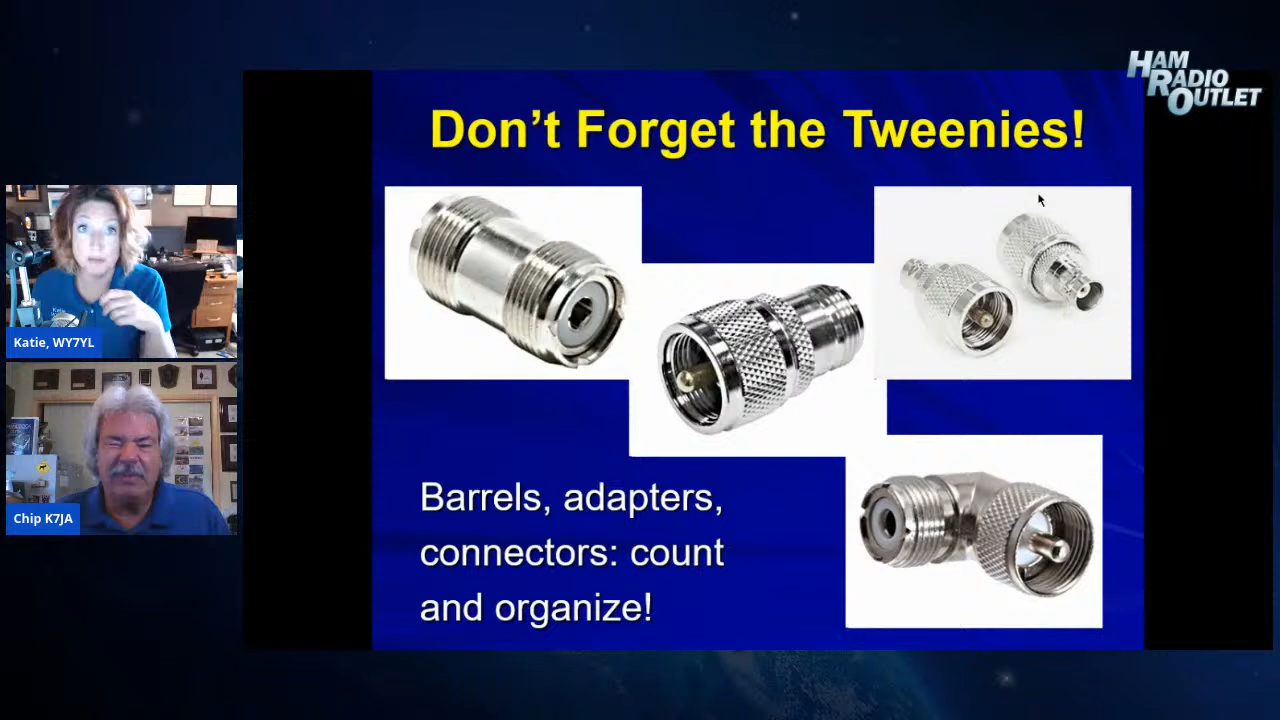 HAM
RADIO
OUTLET
Don't Forget the Tweenies!
Katie, WY7YL
Chip K7JA
Barrels, adapters,
connectors: count
and organize!